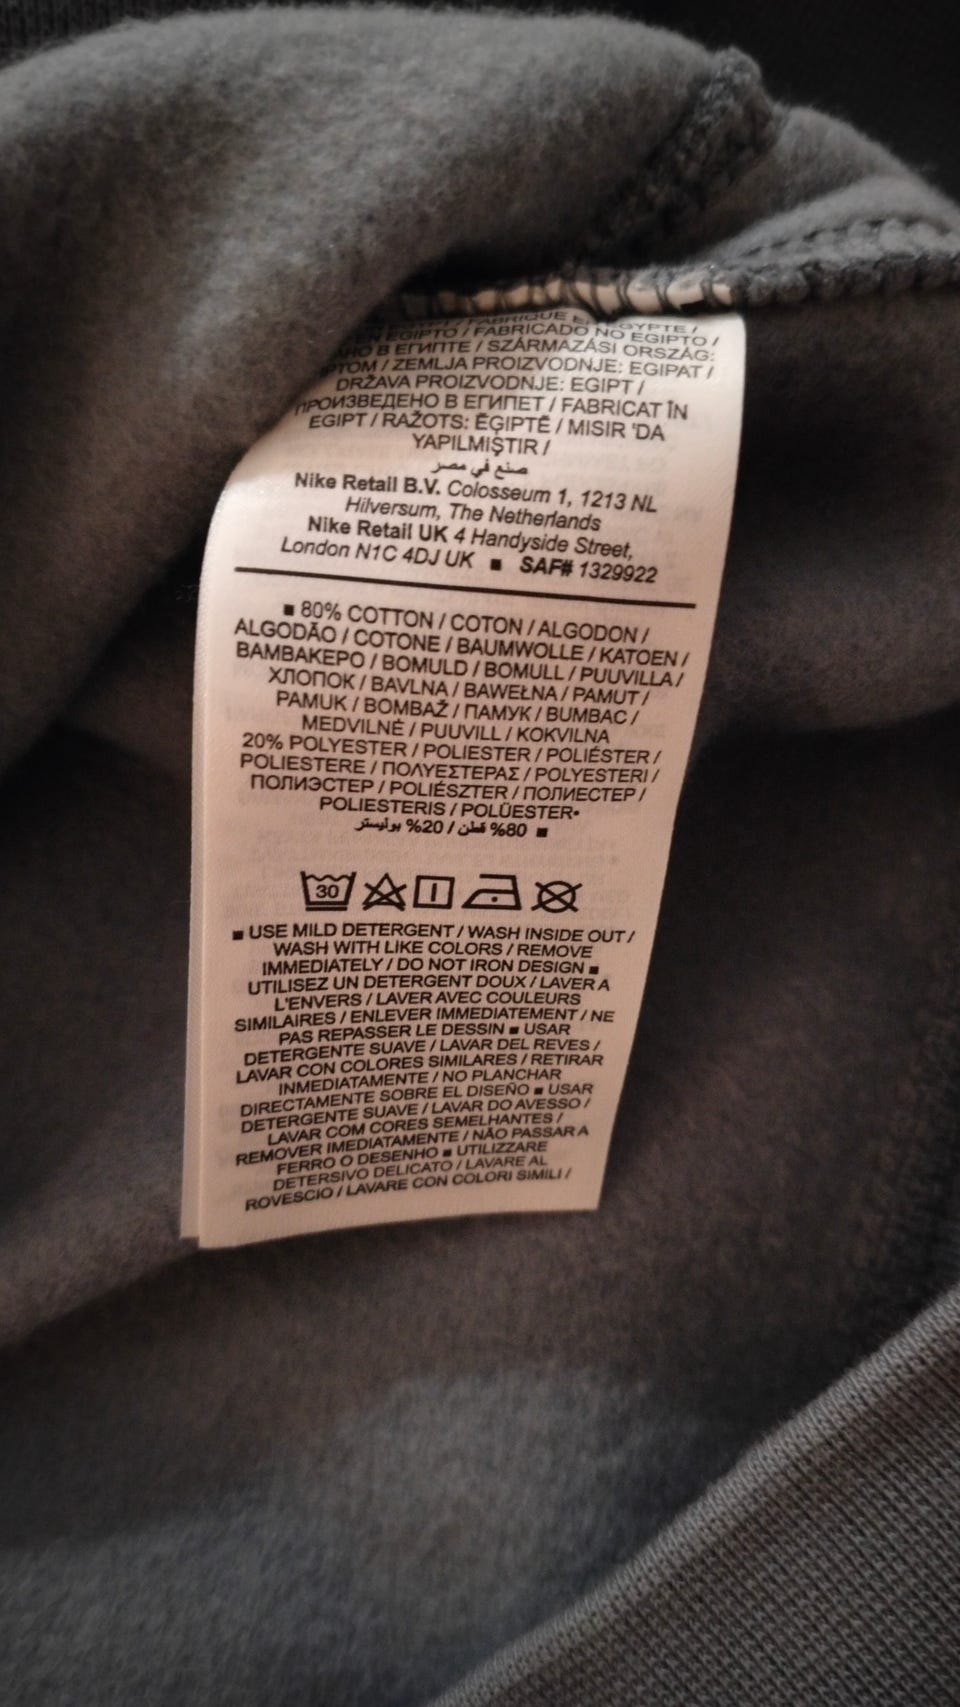 FABRIQUE EN EGYPTE /
EN EGIPTO / FABRICADO NO EGIPTO /
В ЕГИПТЕ / SZÁRMAZÁSI ORSZÁG:
/ ZEMLJA PROIZVODNJE: EGIPAT /
DRŽAVA PROIZVODNJE: EGIPT /
ПРОИЗВЕДЕНО В ЕГИПЕТ / FABRICAT ÎN
EGIPT / RAŽOTS: ĒĢIPTĒ / MISIR 'DA
YAPILMIŞTIR /
صنع في مصر
Nike Retail B.V. Colosseum 1, 1213 NL
Hilversum, The Netherlands
Nike Retail UK 4 Handyside Street,
London N1C 4DJ UK ■ SAF# 1329922
■ 80% COTTON / COTON / ALGODON /
ALGODÃO / COTONE / BAUMWOLLE / KATOEN /
ΒΑΜΒΑΚΕΡΟ / BOMULD / BOMULL / PUUVILLA /
ХЛОПОК / BAVLNA / BAWEŁNA / PAMUT /
PAMUK / BOMBAŽ / ПАМУК / BUMBAC /
MEDVILNĖ / PUUVILL / KOKVILNA
20% POLYESTER / POLIESTER / POLIÉSTER /
POLIESTERE / ΠΟΛΥΕΣΤΕΡΑΣ / POLYESTERI /
ПОЛИЭСТЕР / POLIÉSZTER / ПОЛИЕСТЕР /
POLIESTERIS / POLÜESTER•
■ 80% قطن / 20% بوليستر
30
■ USE MILD DETERGENT / WASH INSIDE OUT /
WASH WITH LIKE COLORS / REMOVE
IMMEDIATELY / DO NOT IRON DESIGN ■
UTILISEZ UN DETERGENT DOUX / LAVER A
L'ENVERS / LAVER AVEC COULEURS
SIMILAIRES / ENLEVER IMMEDIATEMENT / NE
PAS REPASSER LE DESSIN ■ USAR
DETERGENTE SUAVE / LAVAR DEL REVES /
LAVAR CON COLORES SIMILARES / RETIRAR
INMEDIATAMENTE / NO PLANCHAR
DIRECTAMENTE SOBRE EL DISEÑO ■ USAR
DETERGENTE SUAVE / LAVAR DO AVESSO /
LAVAR COM CORES SEMELHANTES /
REMOVER IMEDIATAMENTE / NÃO PASSAR A
FERRO O DESENHO ■ UTILIZZARE
DETERSIVO DELICATO / LAVARE AL
ROVESCIO / LAVARE CON COLORI SIMILI /